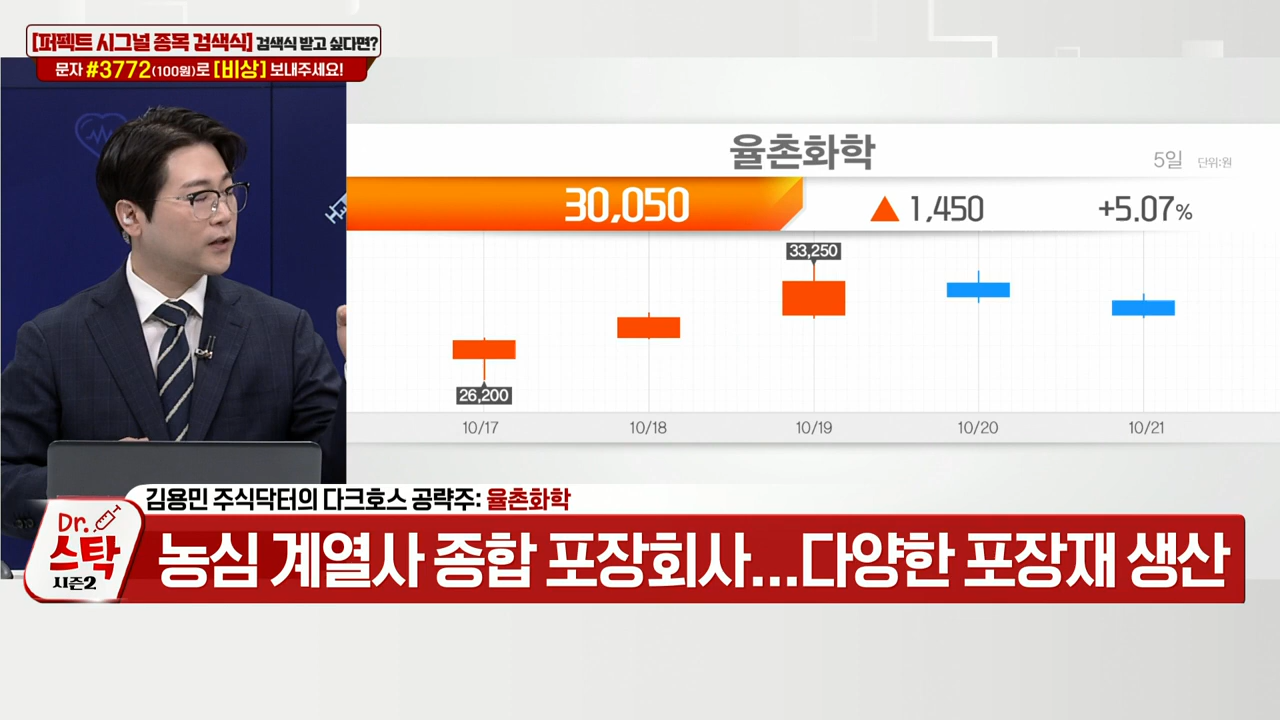 [퍼펙트 시그널 종목 검색식] 검색식 받고 싶다면?
문자 #3772(100원)로 [비상] 보내주세요!
율촌화학
5일 단위:원
30,050 ▲ 1,450 +5.07%
33,250
26,200
10/17 10/18 10/19 10/20 10/21
김용민 주식닥터의 다크호스 공략주: 율촌화학
Dr.
스탁
시즌2
농심 계열사 종합 포장회사...다양한 포장재 생산